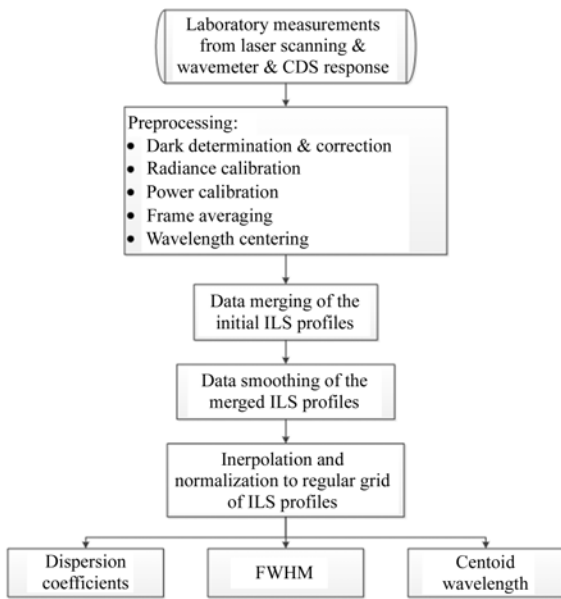 Laboratory measurements
from laser scanning &
wavemeter & CDS response
Preprocessing:
• Dark determination & correction
• Radiance calibration
• Power calibration
• Frame averaging
• Wavelength centering
Data merging of the
initial ILS profiles
Data smoothing of the
merged ILS profiles
Inerpolation and
normalization to regular grid
of ILS profiles
Dispersion
coefficients
FWHM
Centoid
wavelength